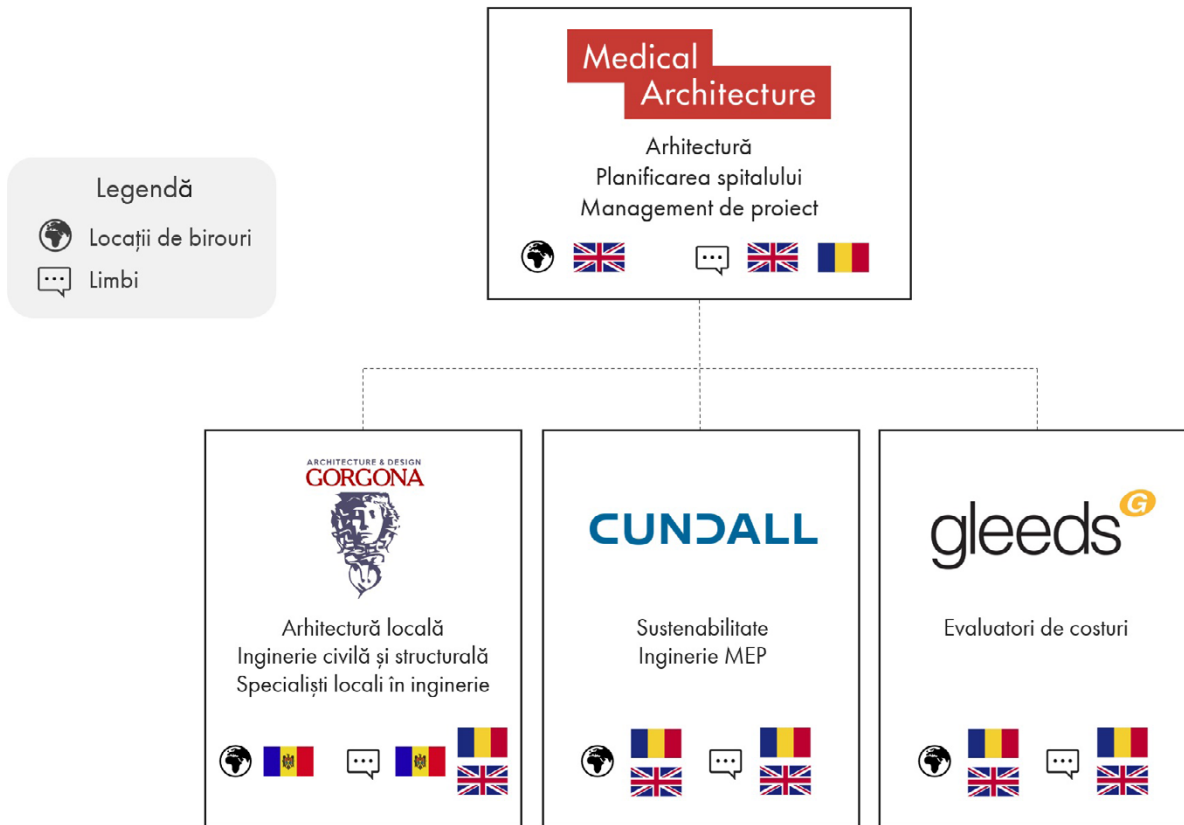 Medical
Architecture
Arhitectură
Planificarea spitalului
Management de proiect
Legendă
Locații de birouri
Limbi
ARCHITECTURE & DESIGN
GORGONA
Arhitectură locală
Inginerie civilă și structurală
Specialiști locali în inginerie
CUNDALL
Sustenabilitate
Inginerie MEP
gleeds G
Evaluatori de costuri